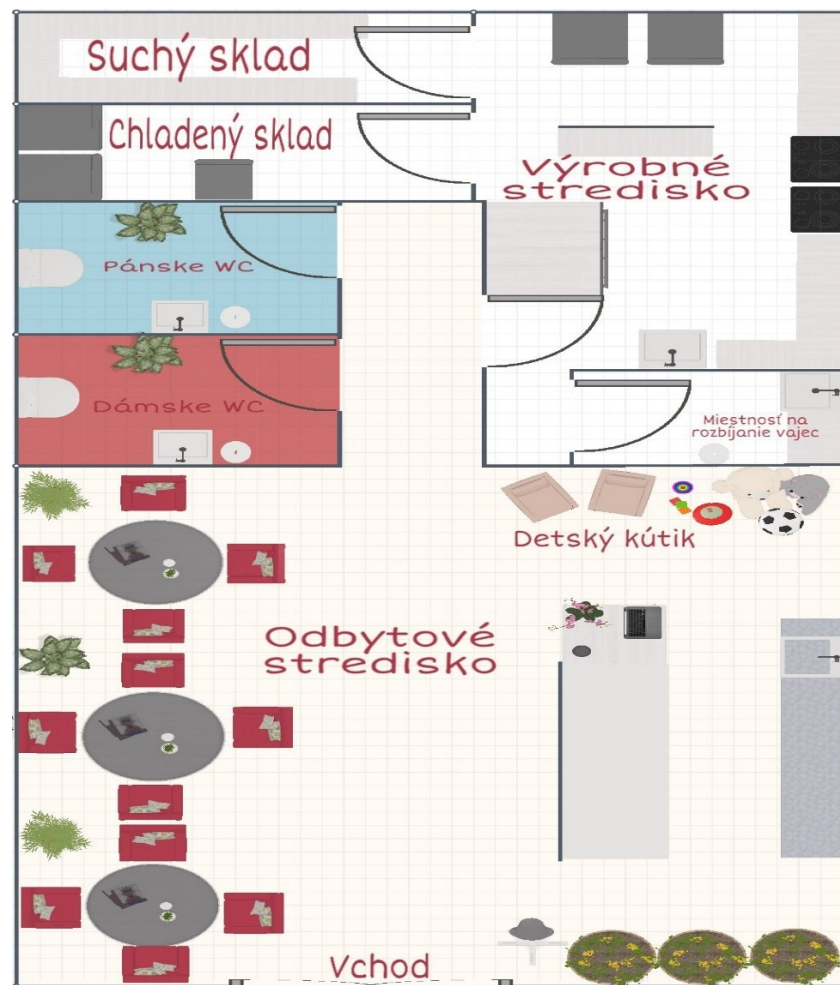 Suchý sklad
Chladený sklad
Výrobné
stredisko
Pánske WC
Dámske WC
Miestnosť na
rozbíjanie vajec
Detský kútik
Odbytové
stredisko
Vchod